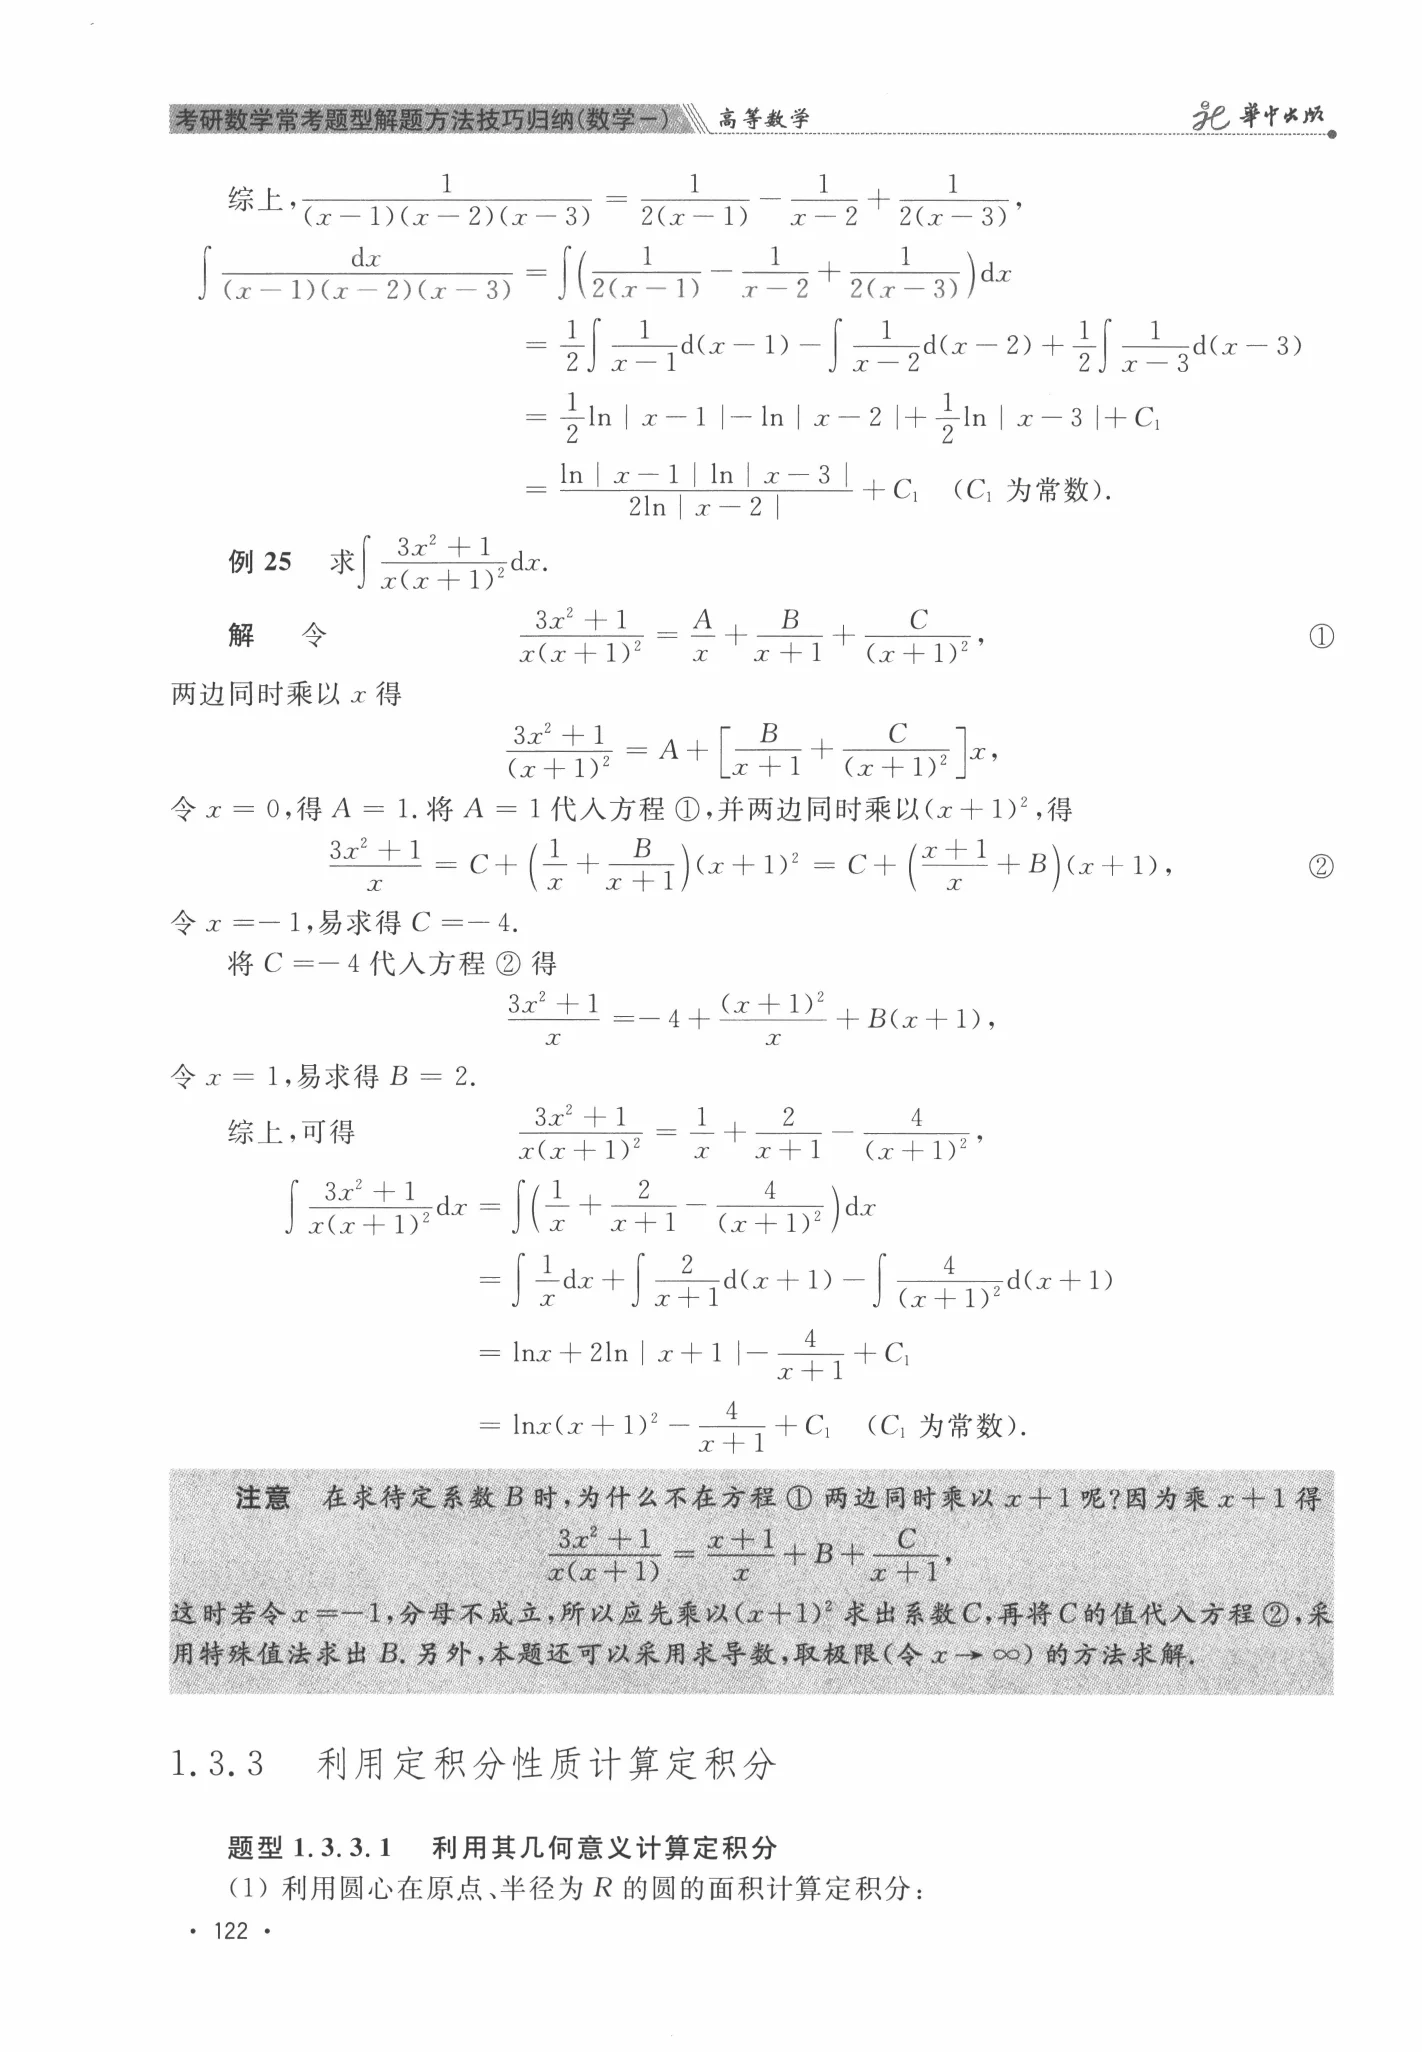 考研数学常考题型解题方法技巧归纳(数学一) 高等数学 华中出版
综上,\frac{1}{(x-1)(x-2)(x-3)} = \frac{1}{2(x-1)} - \frac{1}{x-2} + \frac{1}{2(x-3)},
\int \frac{dx}{(x-1)(x-2)(x-3)} = \int \left( \frac{1}{2(x-1)} - \frac{1}{x-2} + \frac{1}{2(x-3)} \right) dx
= \frac{1}{2} \int \frac{1}{x-1} d(x-1) - \int \frac{1}{x-2} d(x-2) + \frac{1}{2} \int \frac{1}{x-3} d(x-3)
= \frac{1}{2} ln|x-1| - ln|x-2| + \frac{1}{2} ln|x-3| + C_1
= \frac{ln|x-1| ln|x-3|}{2ln|x-2|} + C_1 (C_1 为常数).
例 25 求 \int \frac{3x^2+1}{x(x+1)^2} dx.
解 令 \frac{3x^2+1}{x(x+1)^2} = \frac{A}{x} + \frac{B}{x+1} + \frac{C}{(x+1)^2}, ①
两边同时乘以 x 得
\frac{3x^2+1}{(x+1)^2} = A + \left[ \frac{B}{x+1} + \frac{C}{(x+1)^2} \right] x,
令 x = 0,得 A = 1. 将 A = 1 代入方程 ①,并两边同时乘以(x+1)^2,得
\frac{3x^2+1}{x} = C + \left( \frac{1}{x} + \frac{B}{x+1} \right)(x+1)^2 = C + \left( \frac{x+1}{x} + B \right)(x+1), ②
令 x =-1,易求得 C =-4.
将 C =-4 代入方程 ② 得
\frac{3x^2+1}{x} =-4 + \frac{(x+1)^2}{x} + B(x+1),
令 x = 1,易求得 B = 2.
综上,可得 \frac{3x^2+1}{x(x+1)^2} = \frac{1}{x} + \frac{2}{x+1} - \frac{4}{(x+1)^2},
\int \frac{3x^2+1}{x(x+1)^2} dx = \int \left( \frac{1}{x} + \frac{2}{x+1} - \frac{4}{(x+1)^2} \right) dx
= \int \frac{1}{x} dx + \int \frac{2}{x+1} d(x+1) - \int \frac{4}{(x+1)^2} d(x+1)
= lnx + 2ln|x+1| - \frac{4}{x+1} + C_1
= lnx(x+1)^2 - \frac{4}{x+1} + C_1 (C_1 为常数).
注意 在求待定系数 B 时,为什么不在方程 ① 两边同时乘以 x+1 呢?因为乘 x+1 得
\frac{3x^2+1}{x(x+1)} = \frac{x+1}{x} + B + \frac{C}{x+1},
这时若令 x=-1,分母不成立,所以应先乘以(x+1)^2 求出系数 C,再将 C 的值代入方程 ②,采
用特殊值法求出 B. 另外,本题还可以采用求导数,取极限(令 x→∞) 的方法求解.
1.3.3 利用定积分性质计算定积分
题型 1.3.3.1 利用其几何意义计算定积分
(1) 利用圆心在原点、半径为 R 的圆的面积计算定积分:
· 122 ·